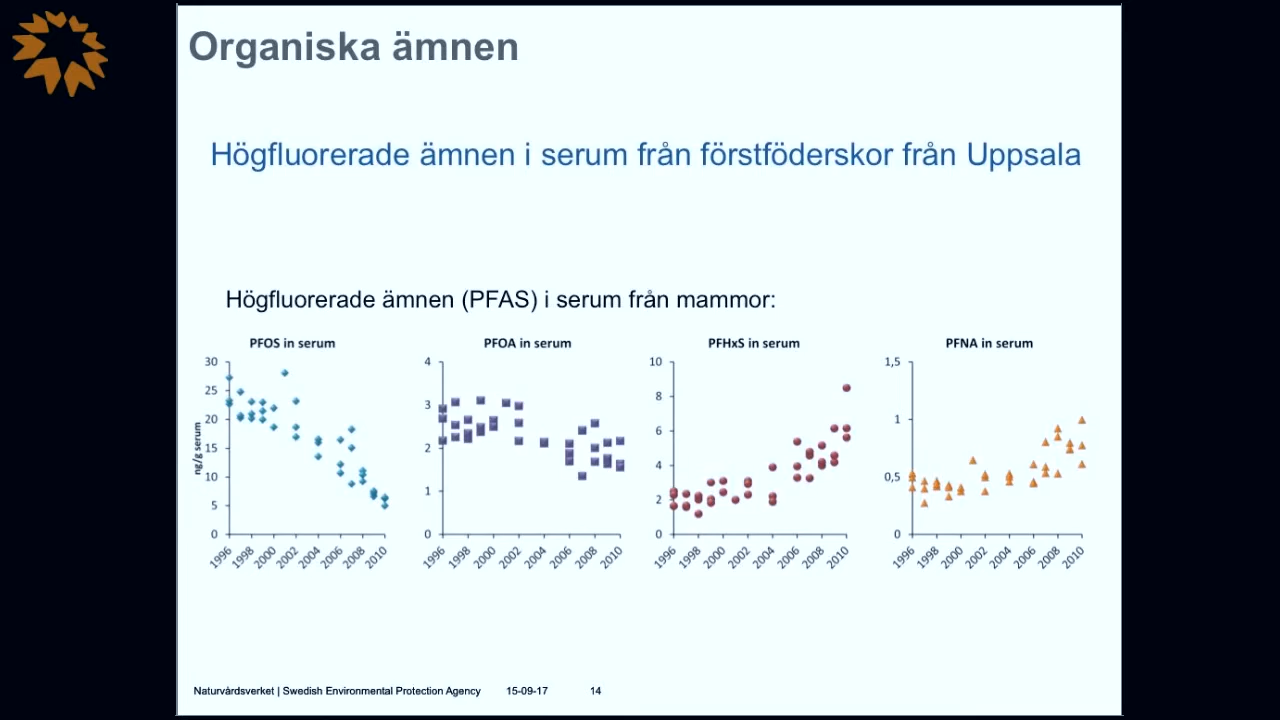 Organiska ämnen
Högfluorerade ämnen i serum från förstföderskor från Uppsala
Högfluorerade ämnen (PFAS) i serum från mammor:
PFOS in serum
ng/g serum
30
25
20
15
10
5
0
1996 1998 2000 2002 2004 2006 2008 2010
PFOA in serum
4
3
2
1
0
1996 1998 2000 2002 2004 2006 2008 2010
PFHxS in serum
10
8
6
4
2
0
1996 1998 2000 2002 2004 2006 2008 2010
PFNA in serum
1,5
1
0,5
0
1996 1998 2000 2002 2004 2006 2008 2010
Naturvårdsverket | Swedish Environmental Protection Agency 15-09-17 14